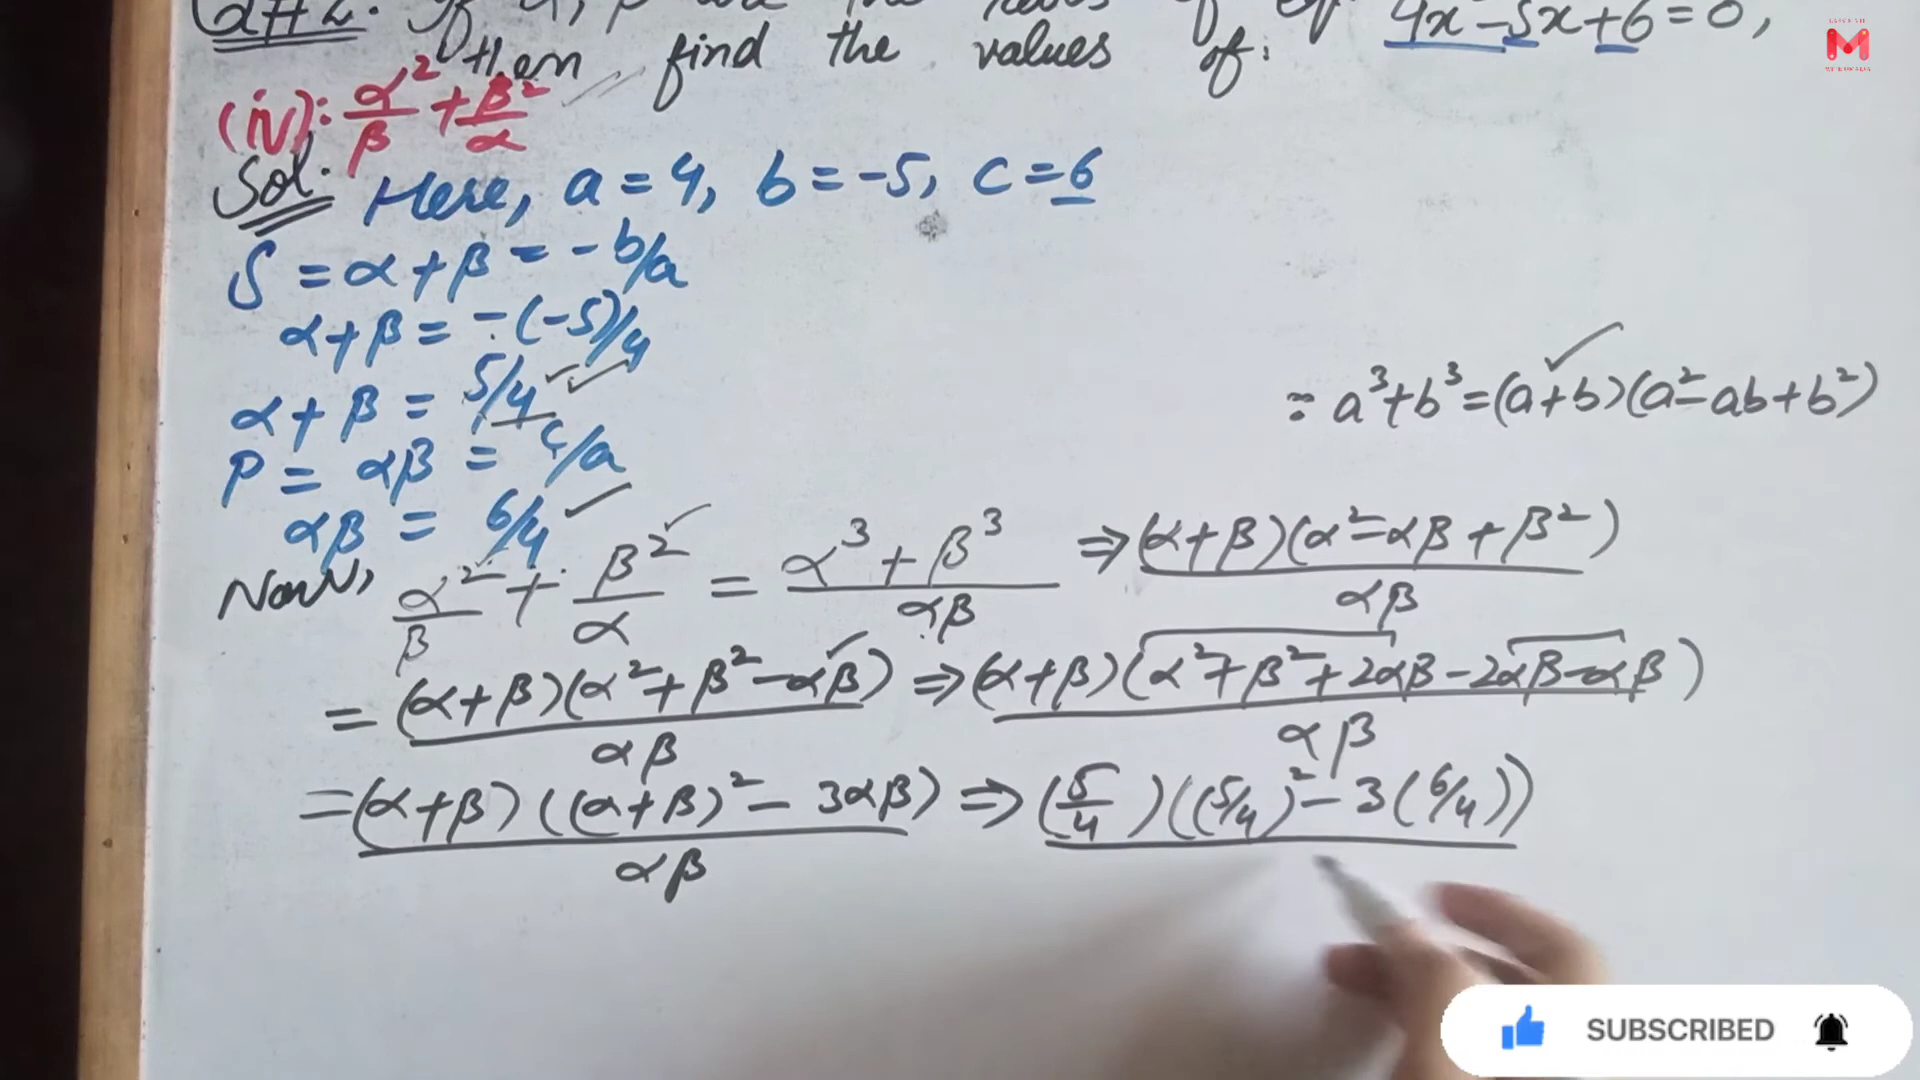 Q#2: If α, β are the roots of eq 4x²-5x+6=0,
then find the values of:
(iv): α²/β + β²/α
Sol: Here, a=4, b=-5, c=6
S = α+β = -b/a
α+β = -(-5)/4
α+β = 5/4
a³+b³=(a+b)(a²-ab+b²)
P = αβ = c/a
αβ = 6/4
Now, α²/β + β²/α = (α³+β³)/αβ ⇒ (α+β)(α²-αβ+β²)/αβ
= (α+β)(α²+β²-αβ)/αβ ⇒ (α+β)(α²+β²+2αβ-2αβ-αβ)/αβ
= (α+β)((α+β)²-3αβ)/αβ ⇒ (5/4)((5/4)²-3(6/4))
SUBSCRIBED